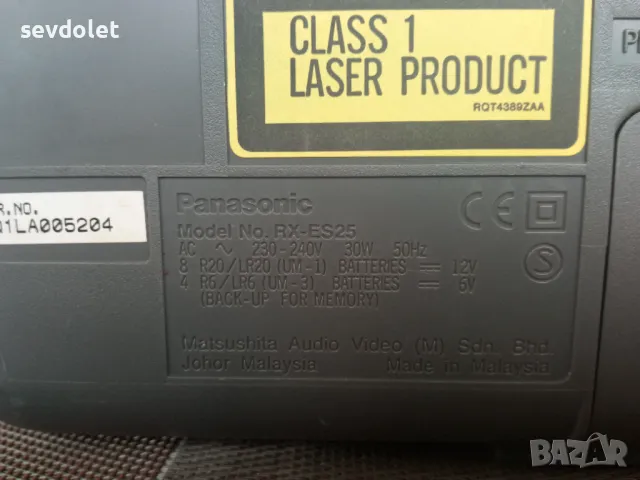 sevdolet
CLASS 1
LASER PRODUCT
RQT4389ZAA
R.NO.
Q1LA005204
Panasonic
Model No. RX-ES25
AC ~ 230-240V 30W 50Hz
8 R20/LR20 (UM-1) BATTERIES ⎓ 12V
4 R6/LR6 (UM-3) BATTERIES ⎓ 6V
(BACK-UP FOR MEMORY)
CE
S
Matsushita Audio Video (M) Sdn. Bhd.
Johor Malaysia Made in Malaysia
BAZAR